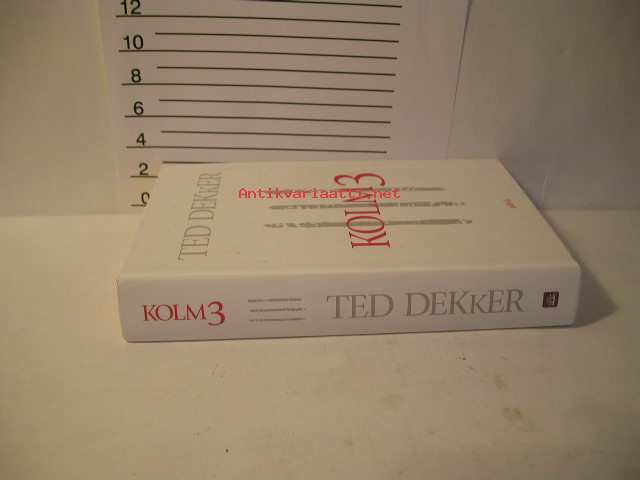 12
10
8
6
4
2
0
TED DEKKER
Antikvariaatti.net
KOLM3
KOLM3
TED DEKKER